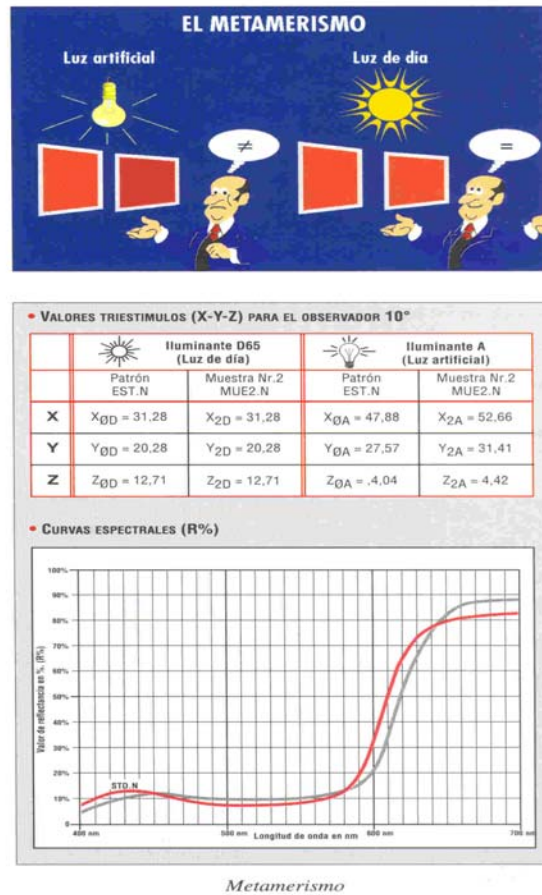 EL METAMERISMO
Luz artificial
Luz de día
≠
=
• VALORES TRIESTIMULOS (X-Y-Z) PARA EL OBSERVADOR 10°
Iluminante D65
(Luz de día)
Iluminante A
(Luz artificial)
Patrón
EST.N
Muestra Nr.2
MUE2.N
Patrón
EST.N
Muestra Nr.2
MUE2.N
X XØD = 31,28 X2D = 31,28 XØA = 47,88 X2A = 52,66
Y YØD = 20,28 Y2D = 20,28 YØA = 27,57 Y2A = 31,41
Z ZØD = 12,71 Z2D = 12,71 ZØA = ,4,04 Z2A = 4,42
• CURVAS ESPECTRALES (R%)
100%
90%
80%
70%
60%
50%
40%
30%
20%
10%
0
Valor de reflectancia en %. (R%)
STD.N
400 nm
500 nm
Longitud de onda en nm
600 nm
700 nm
Metamerismo